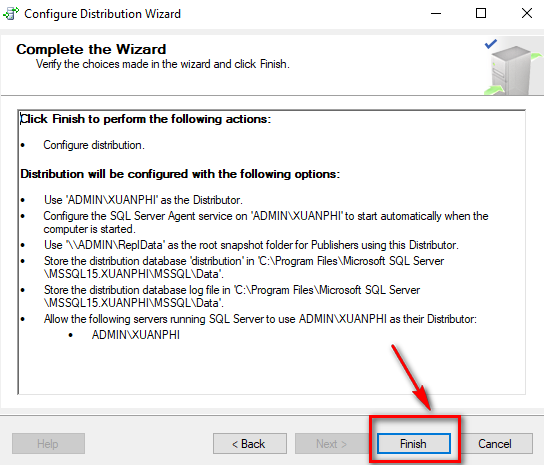 Configure Distribution Wizard
Complete the Wizard
Verify the choices made in the wizard and click Finish.
Click Finish to perform the following actions:
• Configure distribution.
Distribution will be configured with the following options:
• Use 'ADMIN\XUANPHI' as the Distributor.
• Configure the SQL Server Agent service on 'ADMIN\XUANPHI' to start automatically when the
computer is started.
• Use '\\ADMIN\ReplData' as the root snapshot folder for Publishers using this Distributor.
• Store the distribution database 'distribution' in 'C:\Program Files\Microsoft SQL Server
\MSSQL15.XUANPHI\MSSQL\Data'.
• Store the distribution database log file in 'C:\Program Files\Microsoft SQL Server
\MSSQL15.XUANPHI\MSSQL\Data'.
• Allow the following servers running SQL Server to use ADMIN\XUANPHI as their Distributor:
• ADMIN\XUANPHI
Help
< Back
Next >
Finish
Cancel